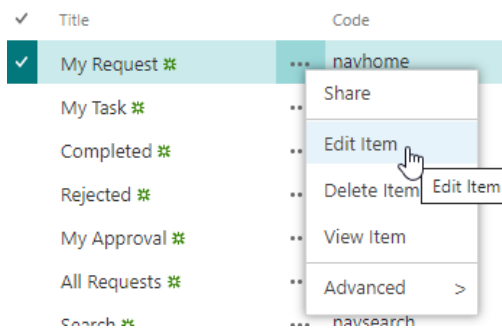 Title Code
My Request navhome
Share
My Task
Edit Item
Completed
Edit Item
Rejected
Delete Item
My Approval
View Item
All Requests
Advanced >
Search navsearch